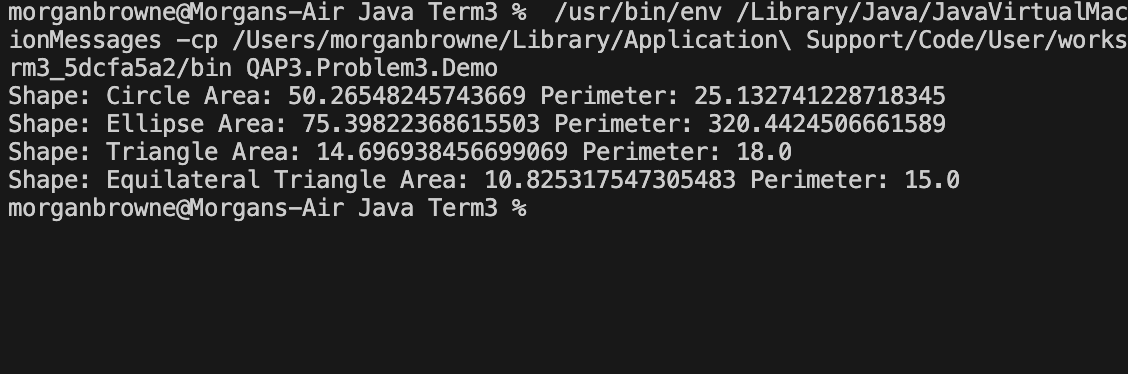 morganbrowne@Morgans-Air Java Term3 %  /usr/bin/env /Library/Java/JavaVirtualMac
ionMessages -cp /Users/morganbrowne/Library/Application\ Support/Code/User/works
rm3_5dcfa5a2/bin QAP3.Problem3.Demo
Shape: Circle Area: 50.26548245743669 Perimeter: 25.132741228718345
Shape: Ellipse Area: 75.39822368615503 Perimeter: 320.4424506661589
Shape: Triangle Area: 14.696938456699069 Perimeter: 18.0
Shape: Equilateral Triangle Area: 10.825317547305483 Perimeter: 15.0
morganbrowne@Morgans-Air Java Term3 %